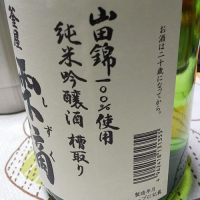 山田錦一〇〇%使用
純米吟醸酒 槽取り
釜屋
しずく
滴
お酒は二十歳になってから。